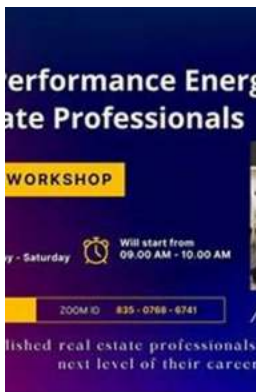 erformance Energ
ate Professionals
WORKSHOP
y - Saturday
Will start from
09.00 AM - 10.00 AM
ZOOM ID 835 - 0768 - 6741
lished real estate professionals
next level of their career